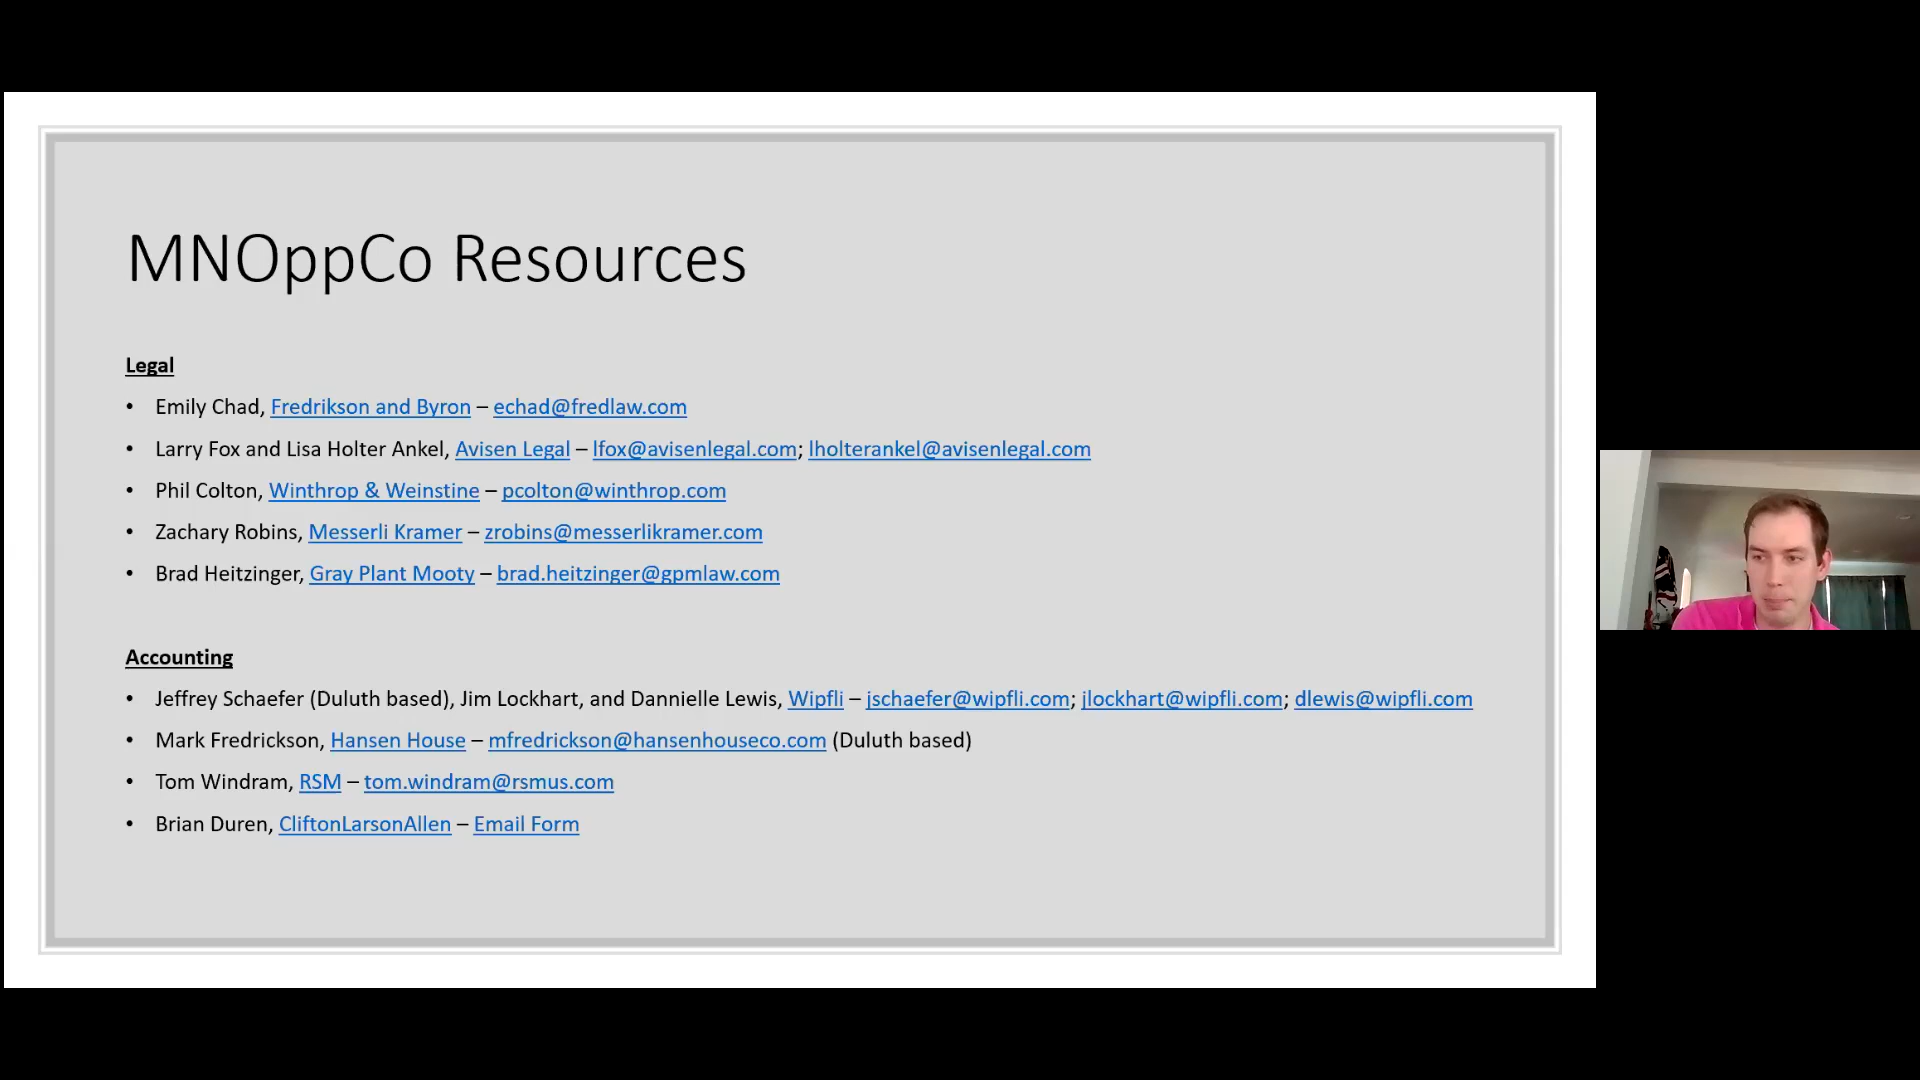 MNOppCo Resources
Legal
• Emily Chad, Fredrikson and Byron – echad@fredlaw.com
• Larry Fox and Lisa Holter Ankel, Avisen Legal – lfox@avisenlegal.com; lholterankel@avisenlegal.com
• Phil Colton, Winthrop & Weinstine – pcolton@winthrop.com
• Zachary Robins, Messerli Kramer – zrobins@messerlikramer.com
• Brad Heitzinger, Gray Plant Mooty – brad.heitzinger@gpmlaw.com
Accounting
• Jeffrey Schaefer (Duluth based), Jim Lockhart, and Dannielle Lewis, Wipfli – jschaefer@wipfli.com; jlockhart@wipfli.com; dlewis@wipfli.com
• Mark Fredrickson, Hansen House – mfredrickson@hansenhouseco.com (Duluth based)
• Tom Windram, RSM – tom.windram@rsmus.com
• Brian Duren, CliftonLarsonAllen – Email Form